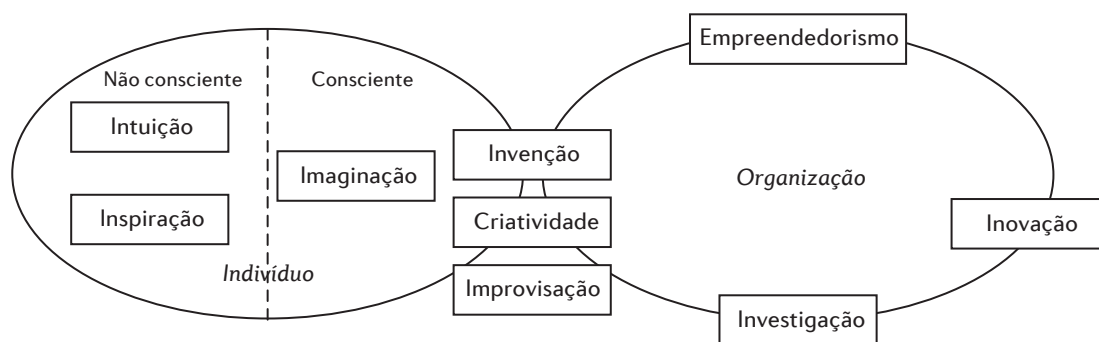 Não consciente
Consciente
Intuição
Imaginação
Inspiração
Indivíduo
Invenção
Criatividade
Improvisação
Empreendedorismo
Organização
Inovação
Investigação